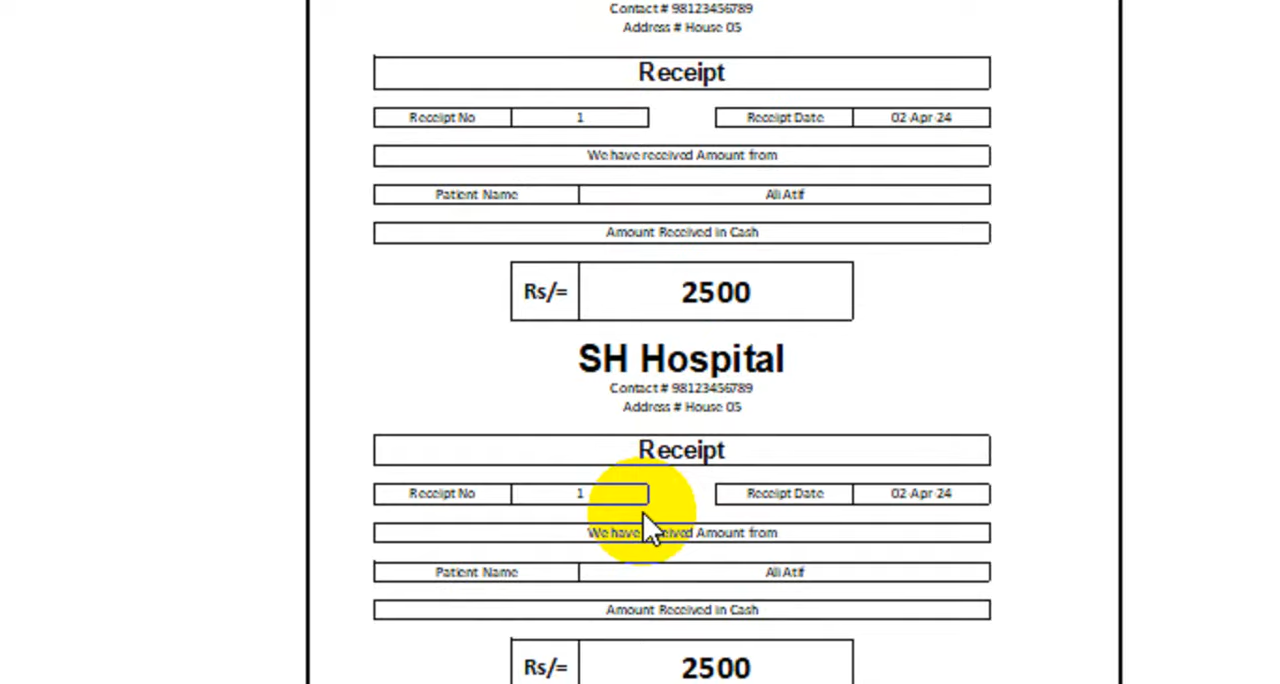 Contact # 98123456789
Address # House 05
Receipt
Receipt No 1 Receipt Date 02 Apr 24
We have received Amount from
Patient Name Ali Atif
Amount Received in Cash
Rs/= 2500
SH Hospital
Contact # 98123456789
Address # House 05
Receipt
Receipt No 1 Receipt Date 02 Apr 24
We have received Amount from
Patient Name Ali Atif
Amount Received in Cash
Rs/= 2500